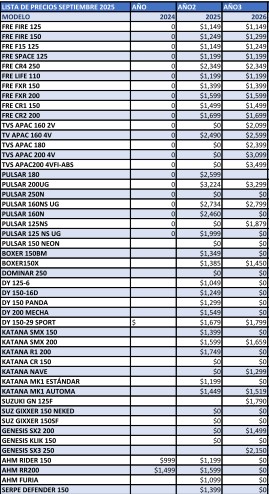 LISTA DE PRECIOS SEPTIEMBRE 2025 AÑO AÑO2 AÑO3
MODELO 2024 2025 2026
FRE FIRE 125 0 $1,149 $1,149
FRE FIRE 150 0 $1,249 $1,249
FRE F15 125 0 $1,149 $1,249
FRE SPACE 125 0 $1,199 $1,199
FRE CR4 250 0 $2,349 $2,349
FRE LIFE 110 0 $1,199 $1,199
FRE FXR 150 0 $1,399 $1,399
FRE FXR 200 0 $1,599 $1,599
FRE CR1 150 0 $1,499 $1,499
FRE CR2 200 0 $1,699 $1,699
TVS APAC 160 2V 0 $0 $2,099
TV APAC 160 4V 0 $2,490 $2,599
TVS APAC 180 0 $0 $2,399
TVS APAC 200 4V 0 $0 $3,099
TVS APAC200 4VFI-ABS 0 $0 $3,499
PULSAR 180 0 $2,599
PULSAR 200UG 0 $3,224 $3,299
PULSAR 250N 0 $0 $0
PULSAR 160NS UG 0 $2,734 $2,799
PULSAR 160N 0 $2,460 $0
PULSAR 125NS 0 $0 $1,879
PULSAR 125 NS UG 0 $1,999 $0
PULSAR 150 NEON $0 $0
BOXER 150BM $1,349 $0
BOXER150X $1,385 $1,450
DOMINAR 250 $0 $0
DY 125-6 $1,049 $0
DY 150-16D $1,249 $0
DY 150 PANDA $1,299 $0
DY 200 MECHA $1,549 $0
DY 150-29 SPORT $ $1,679 $1,799
KATANA SMX 150 $1,399 $0
KATANA SMX 200 $1,599 $1,659
KATANA R1 200 $1,749 $0
KATANA CR 150 $0 $0
KATANA NAVE $0 $1,299
KATANA MK1 ESTÁNDAR $1,199 $0
KATANA MK1 AUTOMA $1,449 $1,519
SUZUKI GN 125F $1,790
SUZ GIXXER 150 NEKED $0 $0
SUZ GIXXER 150SF $0 $0
GENESIS SX2 200 $0 $1,499
GENESIS KLIK 150 $0 $0
GENESIS SX3 250 $2,150
AHM RIDER 150 $999 $1,199 $0
AHM RR200 $1,499 $1,599 $0
AHM FURIA $1,099 $0
SERPE DEFENDER 150 $1,399 $0